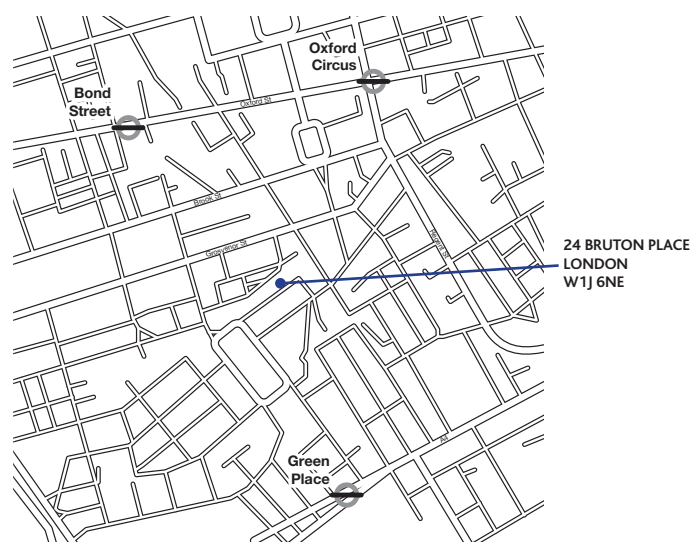 Oxford
Circus
Bond
Street
Oxford St
Brook St
Grosvenor St
Regent St
24 BRUTON PLACE
LONDON
W1J 6NE
A4
Green
Place